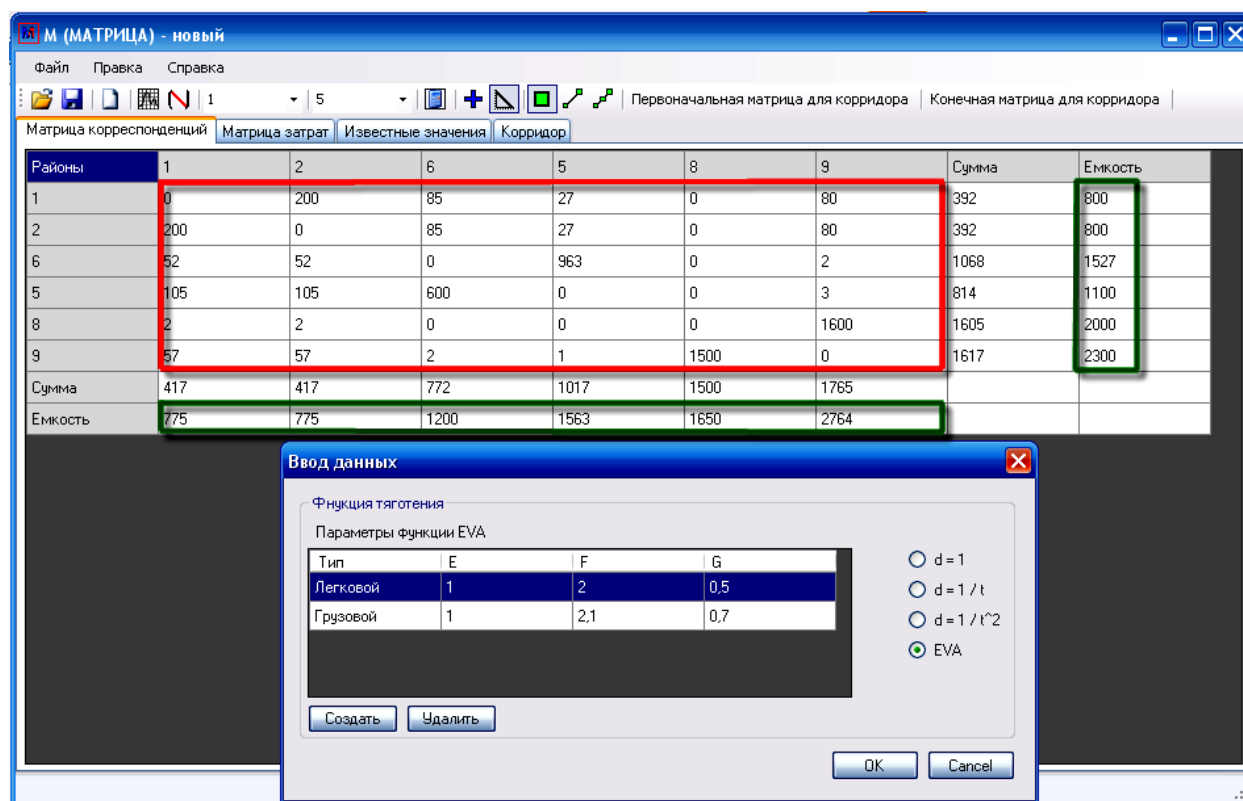 М (МАТРИЦА) - новый
Файл Правка Справка
1 5 Первоначальная матрица для корридора Конечная матрица для корридора
Матрица корреспонденций Матрица затрат Известные значения Корридор
Районы 1 2 6 5 8 9 Сумма Емкость
1 0 200 85 27 0 80 392 800
2 200 0 85 27 0 80 392 800
6 52 52 0 963 0 2 1068 1527
5 105 105 600 0 0 3 814 1100
8 2 2 0 0 0 1600 1605 2000
9 57 57 2 1 1500 0 1617 2300
Сумма 417 417 772 1017 1500 1765
Емкость 775 775 1200 1563 1650 2764
Ввод данных
Фнукция тяготения
Параметры функции EVA
Тип E F G
Легковой 1 2 0,5
Грузовой 1 2,1 0,7
d = 1
d = 1 / t
d = 1 / t^2
EVA
Создать Удалить
OK Cancel